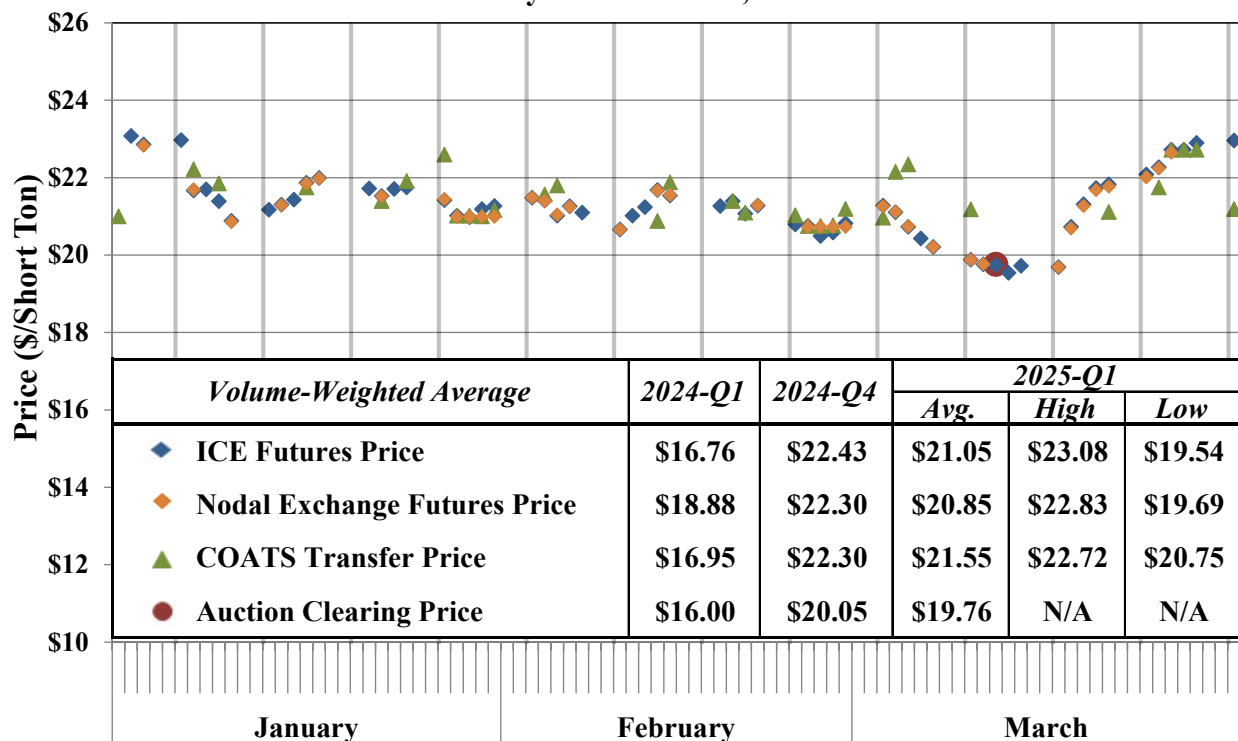 $26
$24
$22
$20
$18
$16
$14
$12
$10
Price ($/Short Ton)
Volume-Weighted Average 2024-Q1 2024-Q4 2025-Q1
Avg. High Low
ICE Futures Price $16.76 $22.43 $21.05 $23.08 $19.54
Nodal Exchange Futures Price $18.88 $22.30 $20.85 $22.83 $19.69
COATS Transfer Price $16.95 $22.30 $21.55 $22.72 $20.75
Auction Clearing Price $16.00 $20.05 $19.76 N/A N/A
January February March